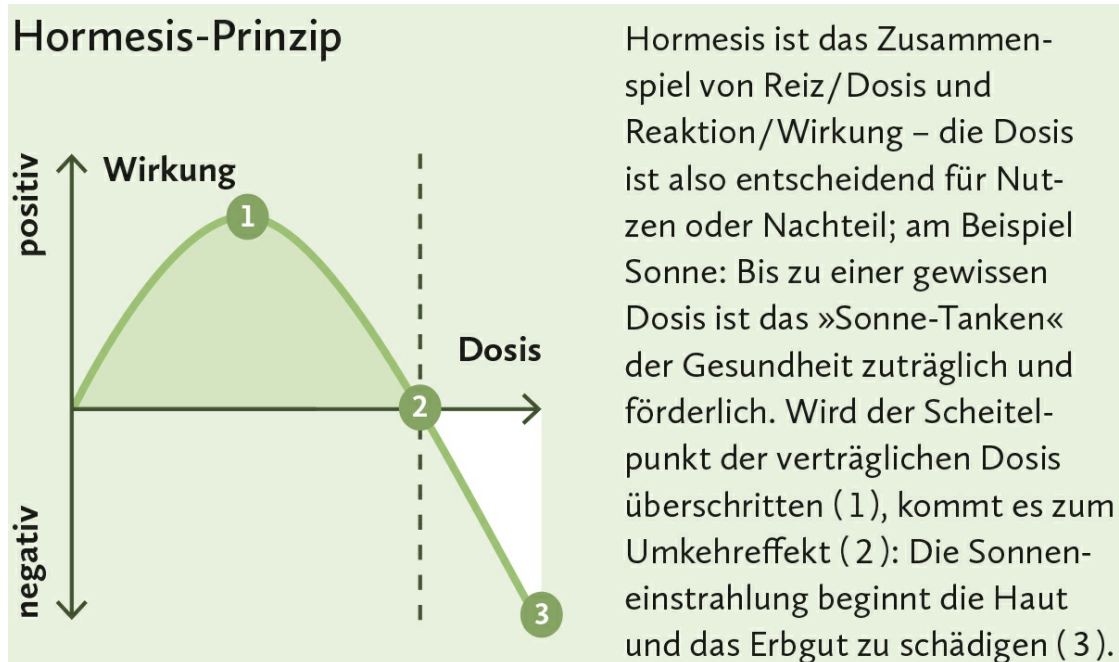 Hormesis-Prinzip
positiv
Wirkung
1
Dosis
2
negativ
3
Hormesis ist das Zusammen-
spiel von Reiz/Dosis und
Reaktion/Wirkung – die Dosis
ist also entscheidend für Nut-
zen oder Nachteil; am Beispiel
Sonne: Bis zu einer gewissen
Dosis ist das »Sonne-Tanken«
der Gesundheit zuträglich und
förderlich. Wird der Scheitel-
punkt der verträglichen Dosis
überschritten (1), kommt es zum
Umkehreffekt (2): Die Sonnen-
einstrahlung beginnt die Haut
und das Erbgut zu schädigen (3).